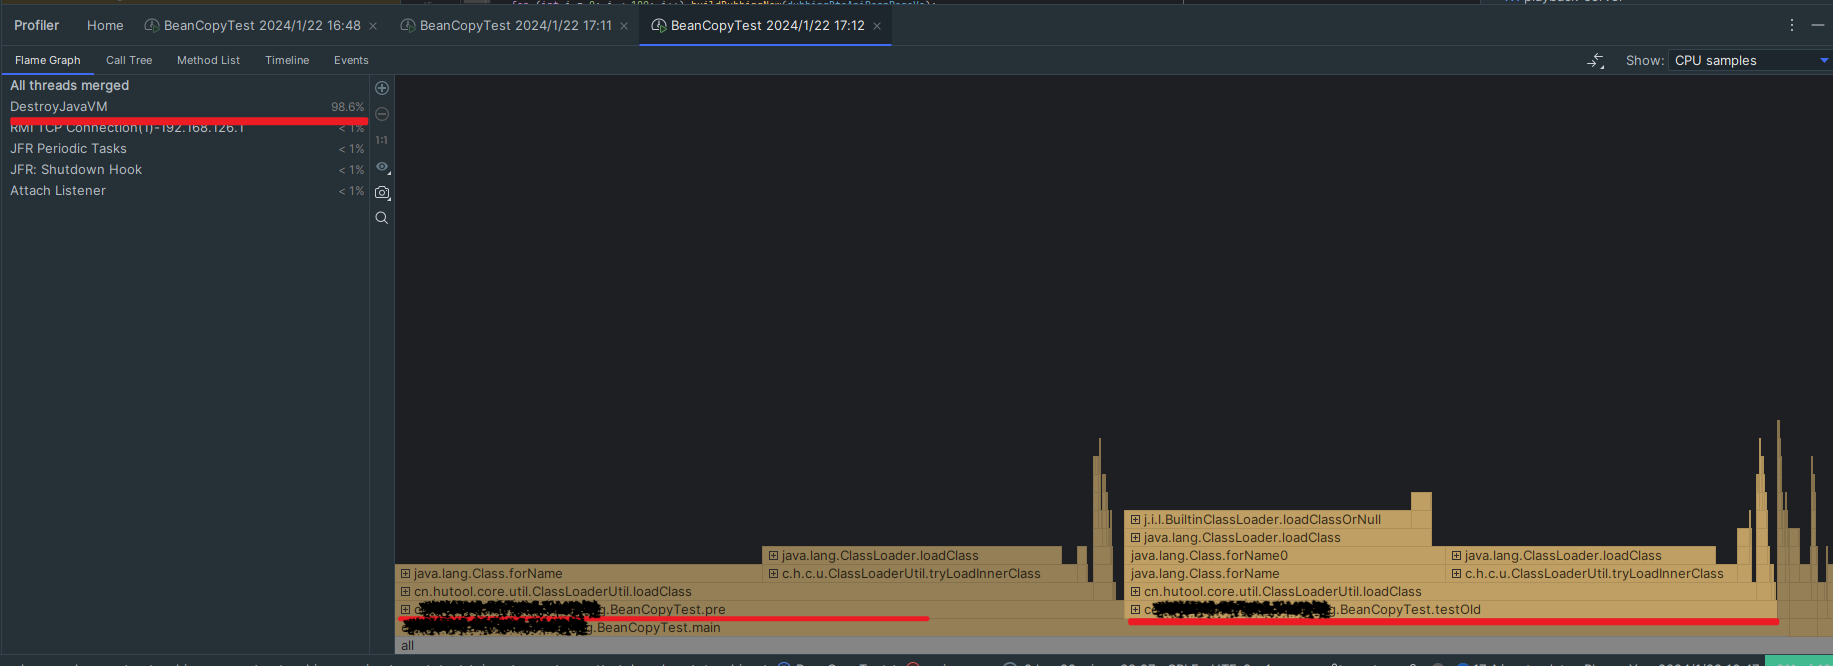 Profiler
Home
BeanCopyTest 2024/1/22 16:48
BeanCopyTest 2024/1/22 17:11
BeanCopyTest 2024/1/22 17:12
Flame Graph
Call Tree
Method List
Timeline
Events
Show:
CPU samples
All threads merged
DestroyJavaVM 98.6%
RMI TCP Connection(1)-192.168.126.1 < 1%
JFR Periodic Tasks < 1%
JFR: Shutdown Hook < 1%
Attach Listener < 1%
1:1
j.i.l.BuiltinClassLoader.loadClassOrNull
java.lang.ClassLoader.loadClass
java.lang.ClassLoader.loadClass
java.lang.Class.forName0
java.lang.ClassLoader.loadClass
java.lang.Class.forName
c.h.c.u.ClassLoaderUtil.tryLoadInnerClass
java.lang.Class.forName
c.h.c.u.ClassLoaderUtil.tryLoadInnerClass
cn.hutool.core.util.ClassLoaderUtil.loadClass
cn.hutool.core.util.ClassLoaderUtil.loadClass
g.BeanCopyTest.pre
g.BeanCopyTest.testOld
g.BeanCopyTest.main
all